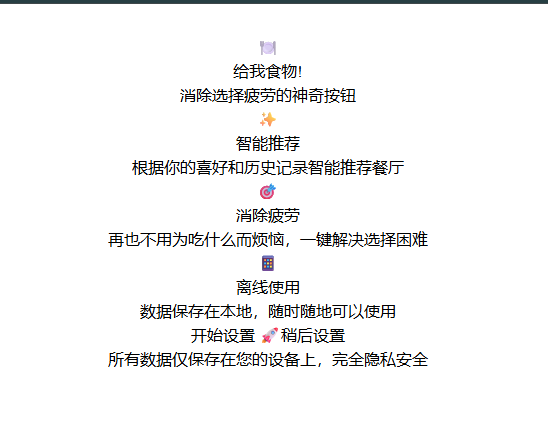 🍽️
给我食物!
消除选择疲劳的神奇按钮
✨
智能推荐
根据你的喜好和历史记录智能推荐餐厅
🎯
消除疲劳
再也不用为吃什么而烦恼，一键解决选择困难
📱
离线使用
数据保存在本地，随时随地可以使用
开始设置 🚀稍后设置
所有数据仅保存在您的设备上，完全隐私安全